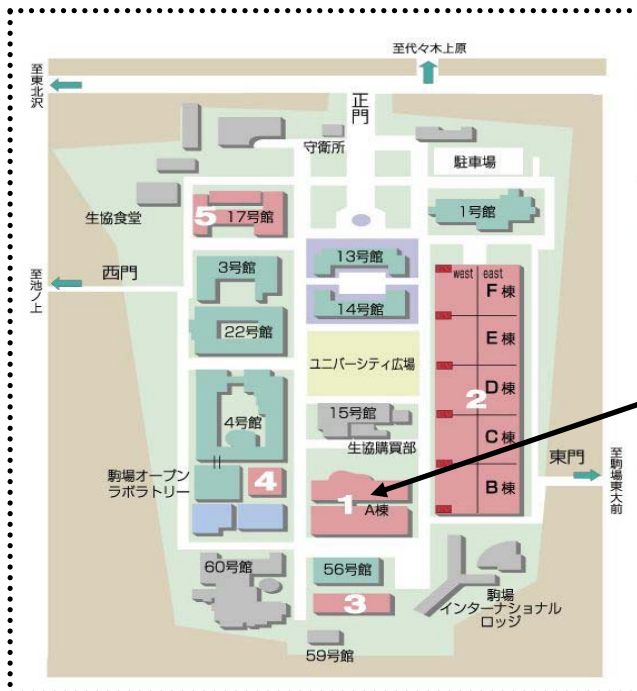 至代々木上原
至東北沢
正門
守衛所
駐車場
生協食堂
5 17号館
1号館
13号館
西門
3号館
至池ノ上
14号館
22号館
west east
F棟
E棟
D棟
2
C棟
B棟
ユニバーシティ広場
4号館
15号館
生協購買部
東門
至駒場東大前
駒場オープン
ラボラトリー
4
1
A棟
60号館
56号館
3
59号館
駒場
インターナショナル
ロッジ